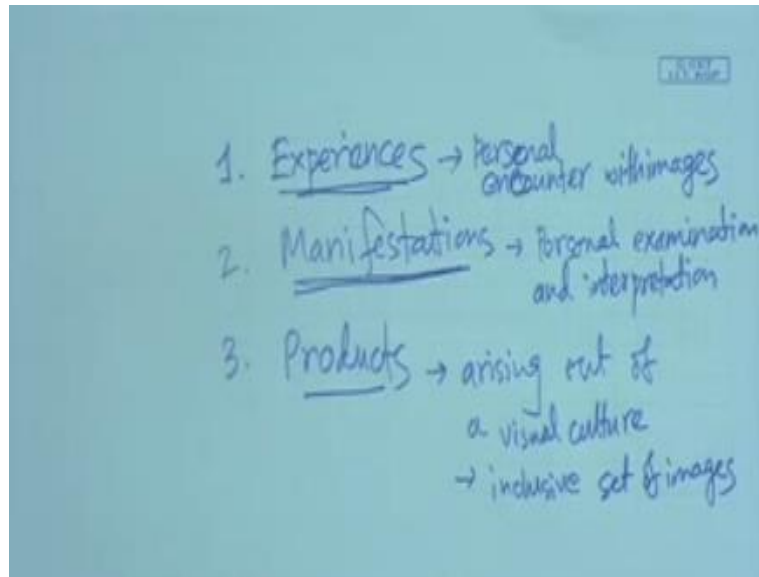 1. Experiences → Personal
encounter with images
2. Manifestations → Personal examination
and interpretation
3. Products → arising out of
a visual culture
→ inclusive set of images